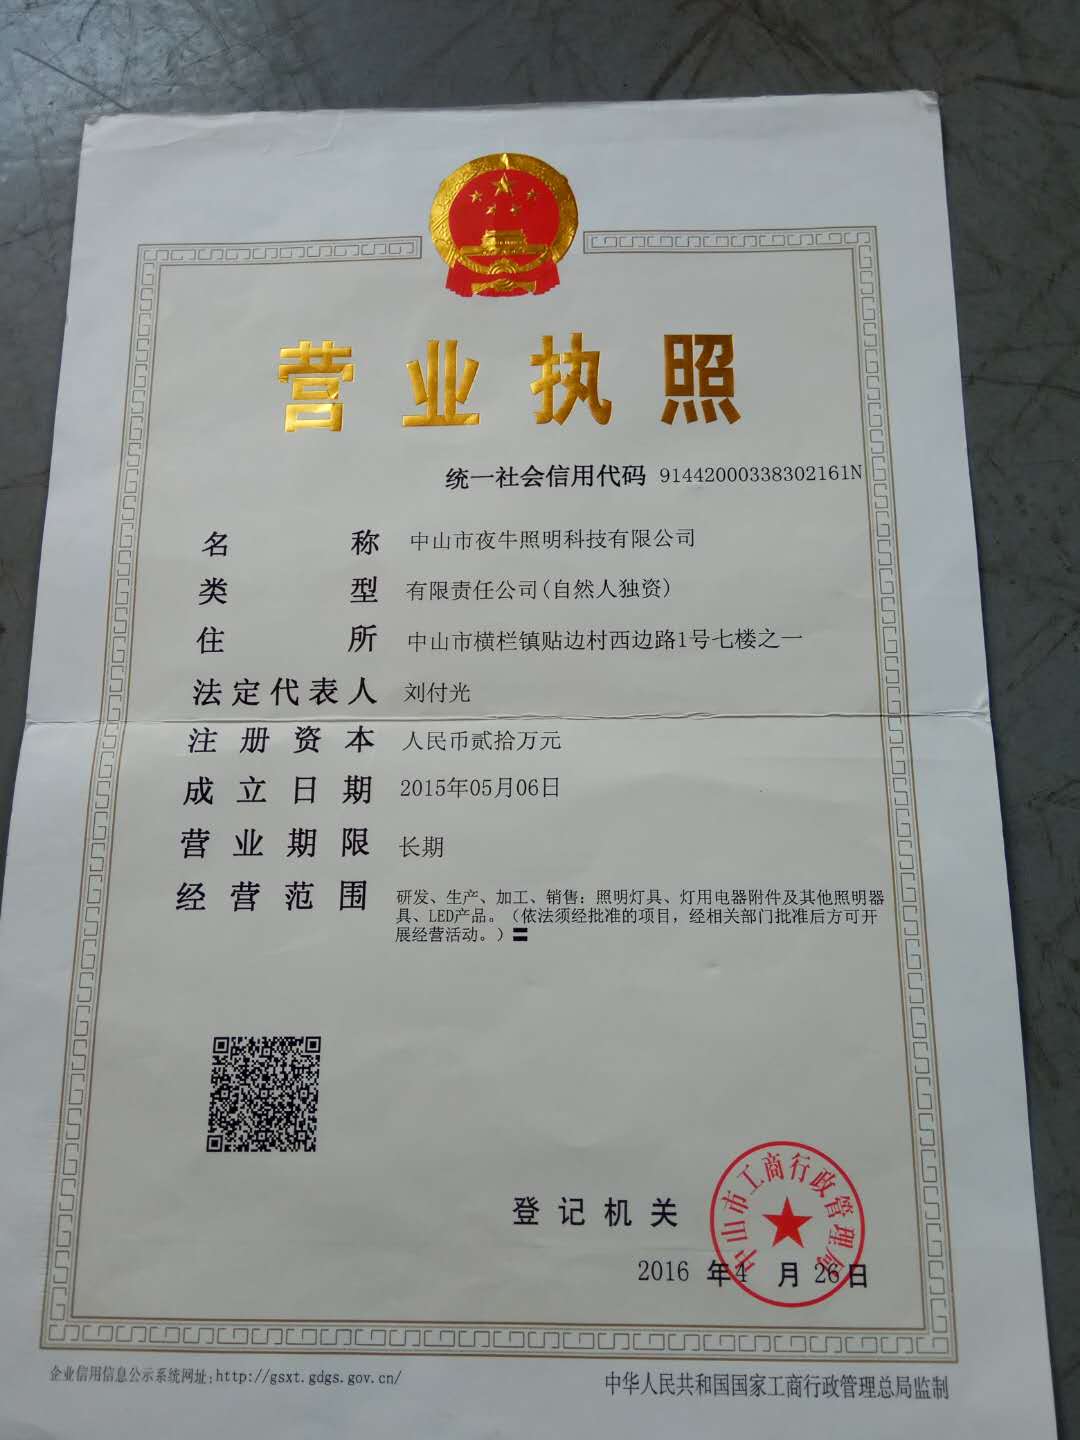 营业执照
统一社会信用代码 91442000338302161N
名称 中山市夜牛照明科技有限公司
类型 有限责任公司(自然人独资)
住所 中山市横栏镇贴边村西边路1号七楼之一
法定代表人 刘付光
注册资本 人民币贰拾万元
成立日期 2015年05月06日
营业期限 长期
经营范围 研发、生产、加工、销售：照明灯具、灯用电器附件及其他照明器
具、LED产品。（依法须经批准的项目，经相关部门批准后方可开
展经营活动。）〓
登记机关
中山市工商行政管理局
2016 年4 月 26日
企业信用信息公示系统网址:http://gsxt.gdgs.gov.cn/
中华人民共和国国家工商行政管理总局监制